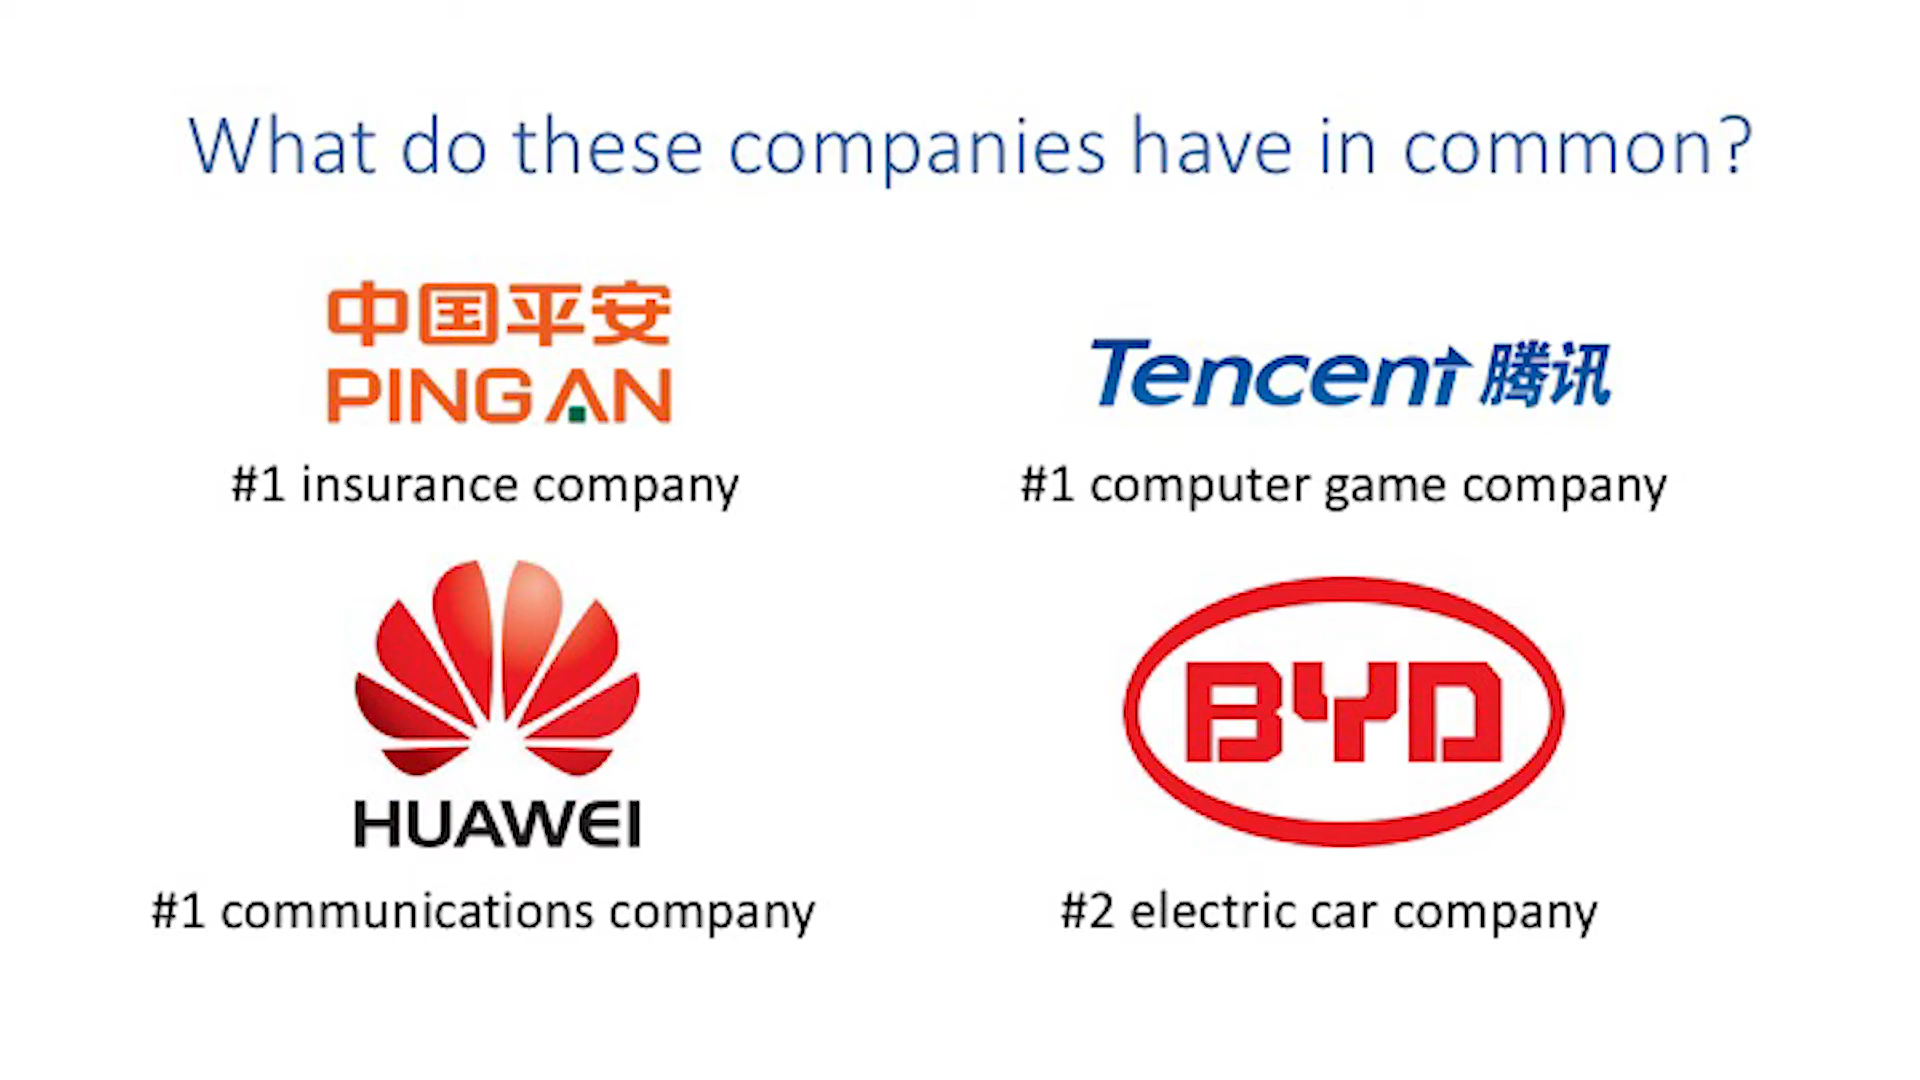 What do these companies have in common?
中国平安
PING AN
#1 insurance company
Tencent 腾讯
#1 computer game company
HUAWEI
#1 communications company
BYD
#2 electric car company